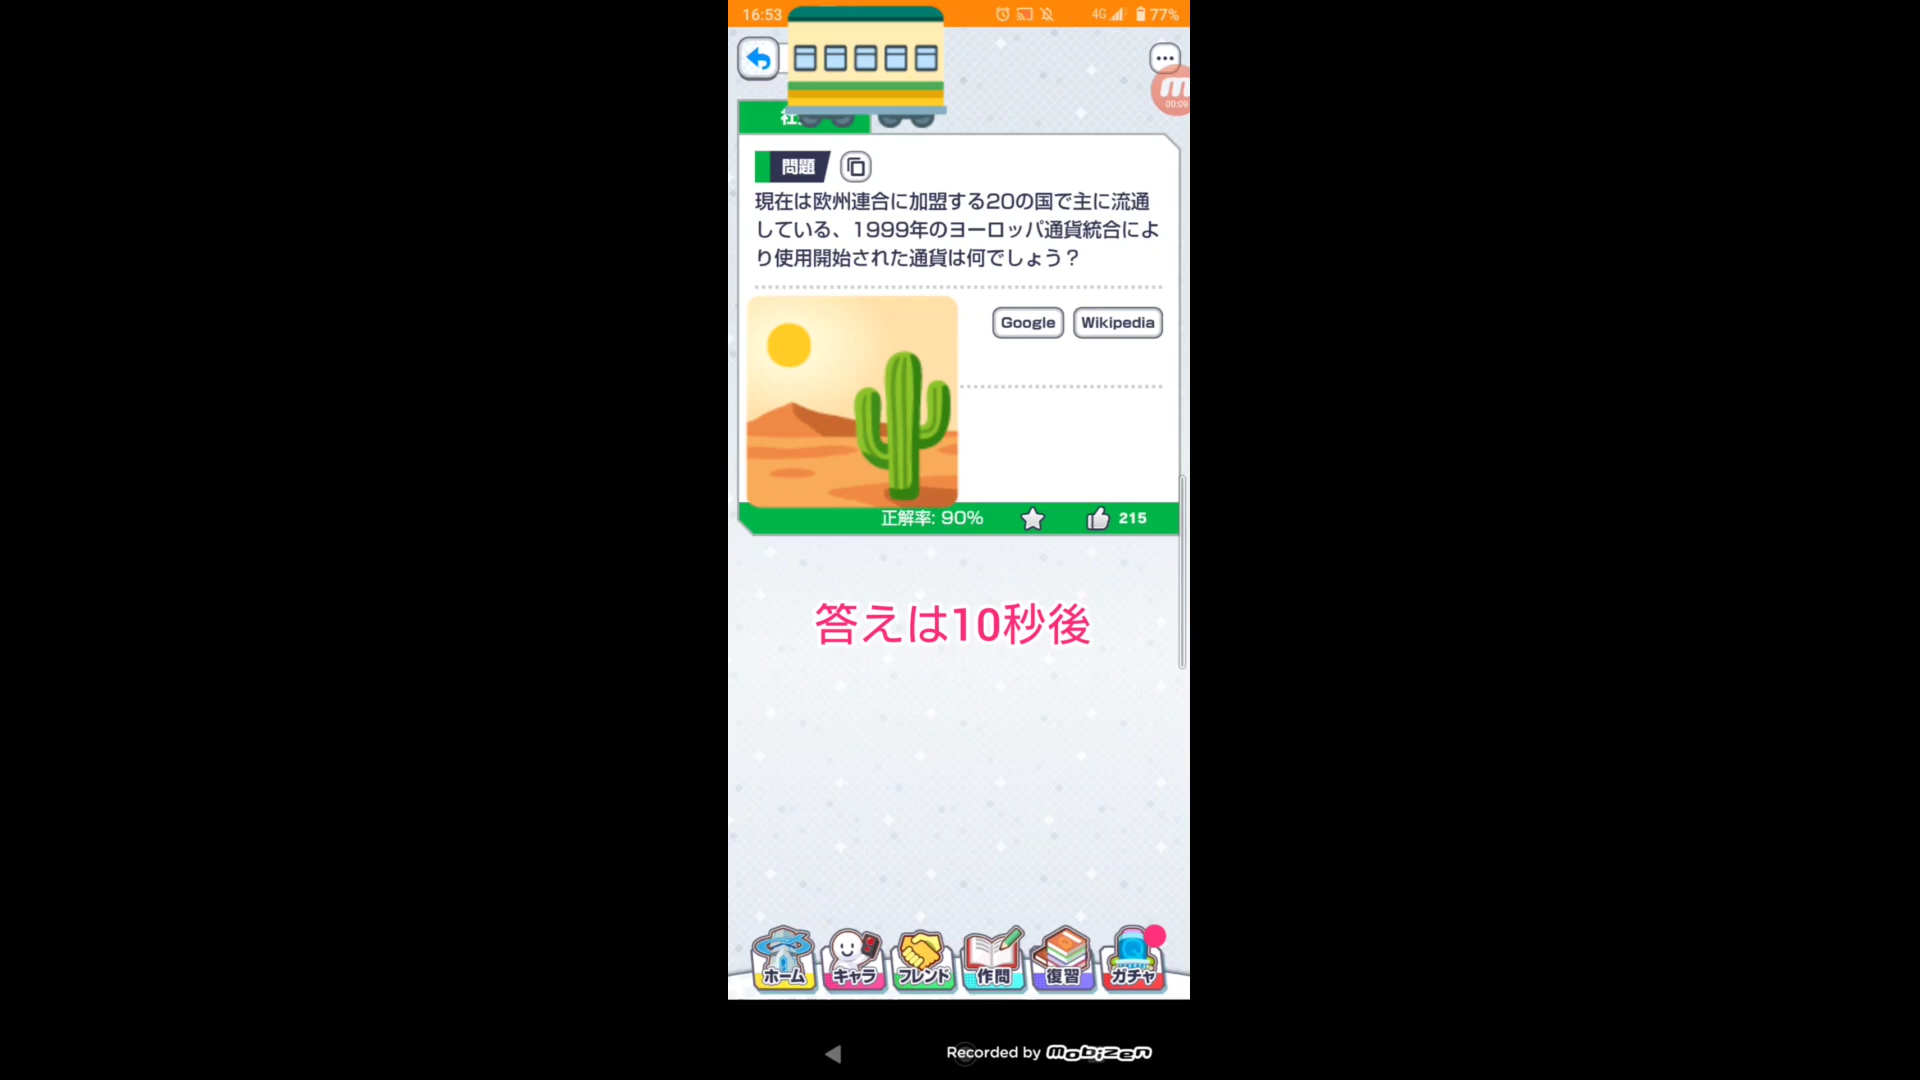 16:53
4G
77%
00:09
社
問題
現在は欧州連合に加盟する20の国で主に流通
している、1999年のヨーロッパ通貨統合によ
り使用開始された通貨は何でしょう？
Google
Wikipedia
正解率: 90%
215
答えは10秒後
ホーム
キャラ
フレンド
作問
復習
ガチャ
Recorded by mobizen